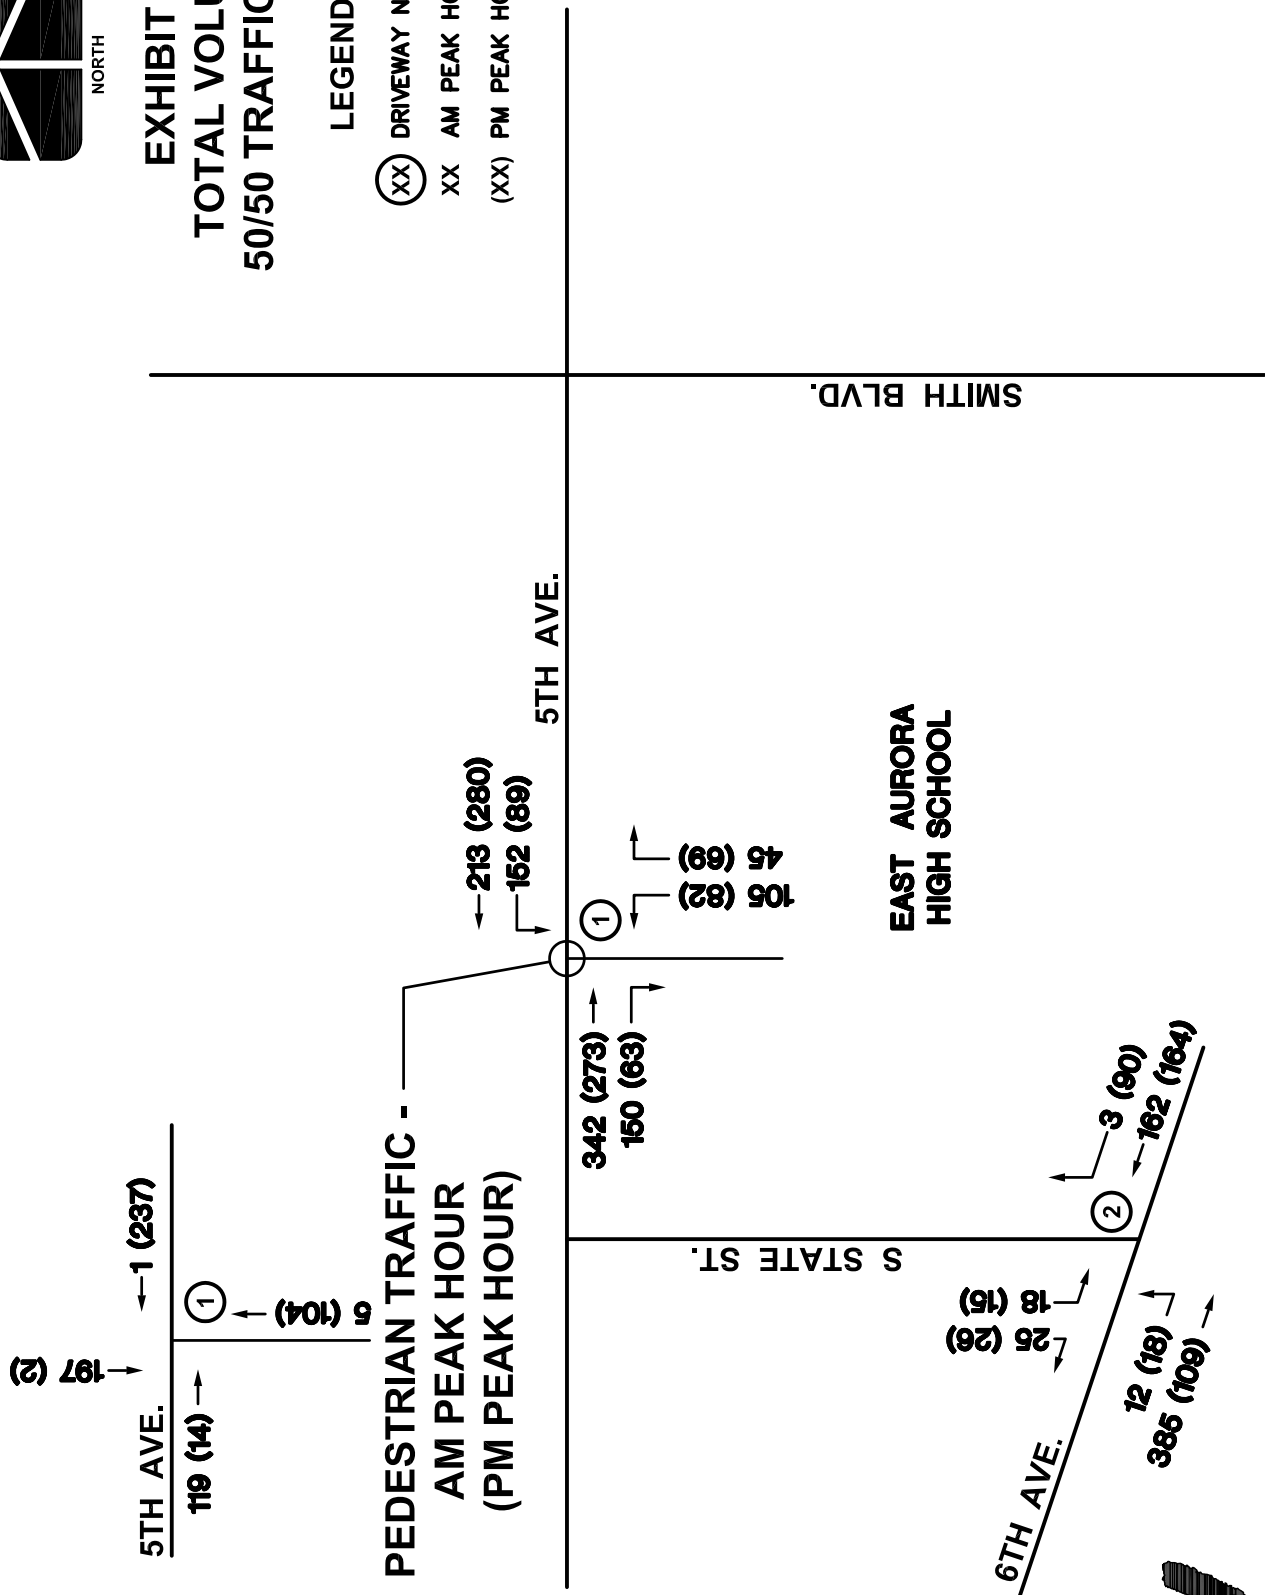 NORTH
EXHIBIT
TOTAL VOLU
50/50 TRAFFIC
LEGEND
XX DRIVEWAY N
XX AM PEAK HO
(XX) PM PEAK HO
SMITH BLVD.
5TH AVE.
213 (280)
152 (89)
1
45 (69)
105 (82)
342 (273)
150 (63)
EAST AURORA
HIGH SCHOOL
PEDESTRIAN TRAFFIC -
AM PEAK HOUR
(PM PEAK HOUR)
5TH AVE.
197 (2)
1 (237)
119 (14)
1
5 (104)
S STATE ST.
3 (90)
162 (164)
2
18 (15)
25 (26)
12 (18)
385 (109)
6TH AVE.